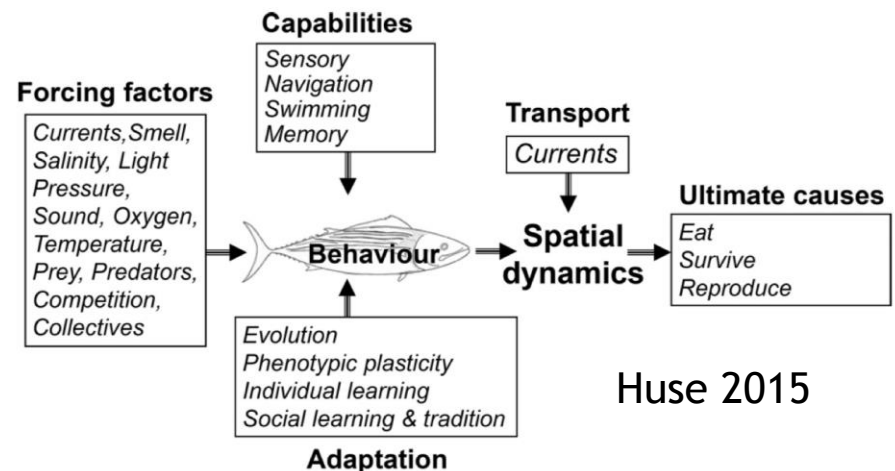 Capabilities
Sensory
Navigation
Swimming
Memory
Forcing factors
Currents,Smell,
Salinity, Light
Pressure,
Sound, Oxygen,
Temperature,
Prey, Predators,
Competition,
Collectives
Behaviour
Evolution
Phenotypic plasticity
Individual learning
Social learning & tradition
Adaptation
Transport
Currents
Spatial
dynamics
Ultimate causes
Eat
Survive
Reproduce
Huse 2015